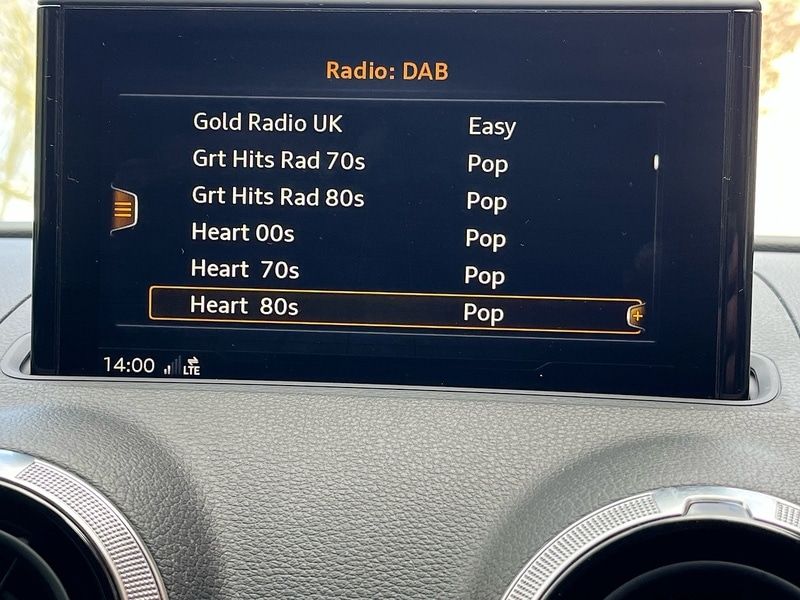 Radio: DAB
Gold Radio UK Easy
Grt Hits Rad 70s Pop
Grt Hits Rad 80s Pop
Heart 00s Pop
Heart 70s Pop
Heart 80s Pop
14:00 LTE